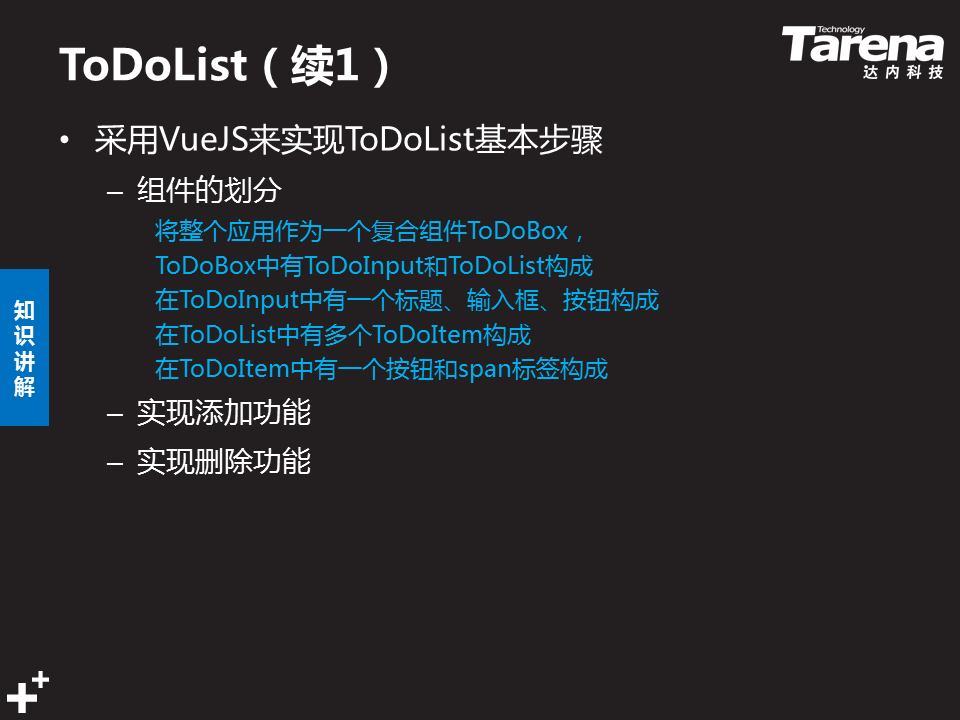 ToDoList（续1）
Technology
Tarena
达内科技
• 采用VueJS来实现ToDoList基本步骤
– 组件的划分
将整个应用作为一个复合组件ToDoBox，
ToDoBox中有ToDoInput和ToDoList构成
在ToDoInput中有一个标题、输入框、按钮构成
在ToDoList中有多个ToDoItem构成
在ToDoItem中有一个按钮和span标签构成
– 实现添加功能
– 实现删除功能
知识讲解